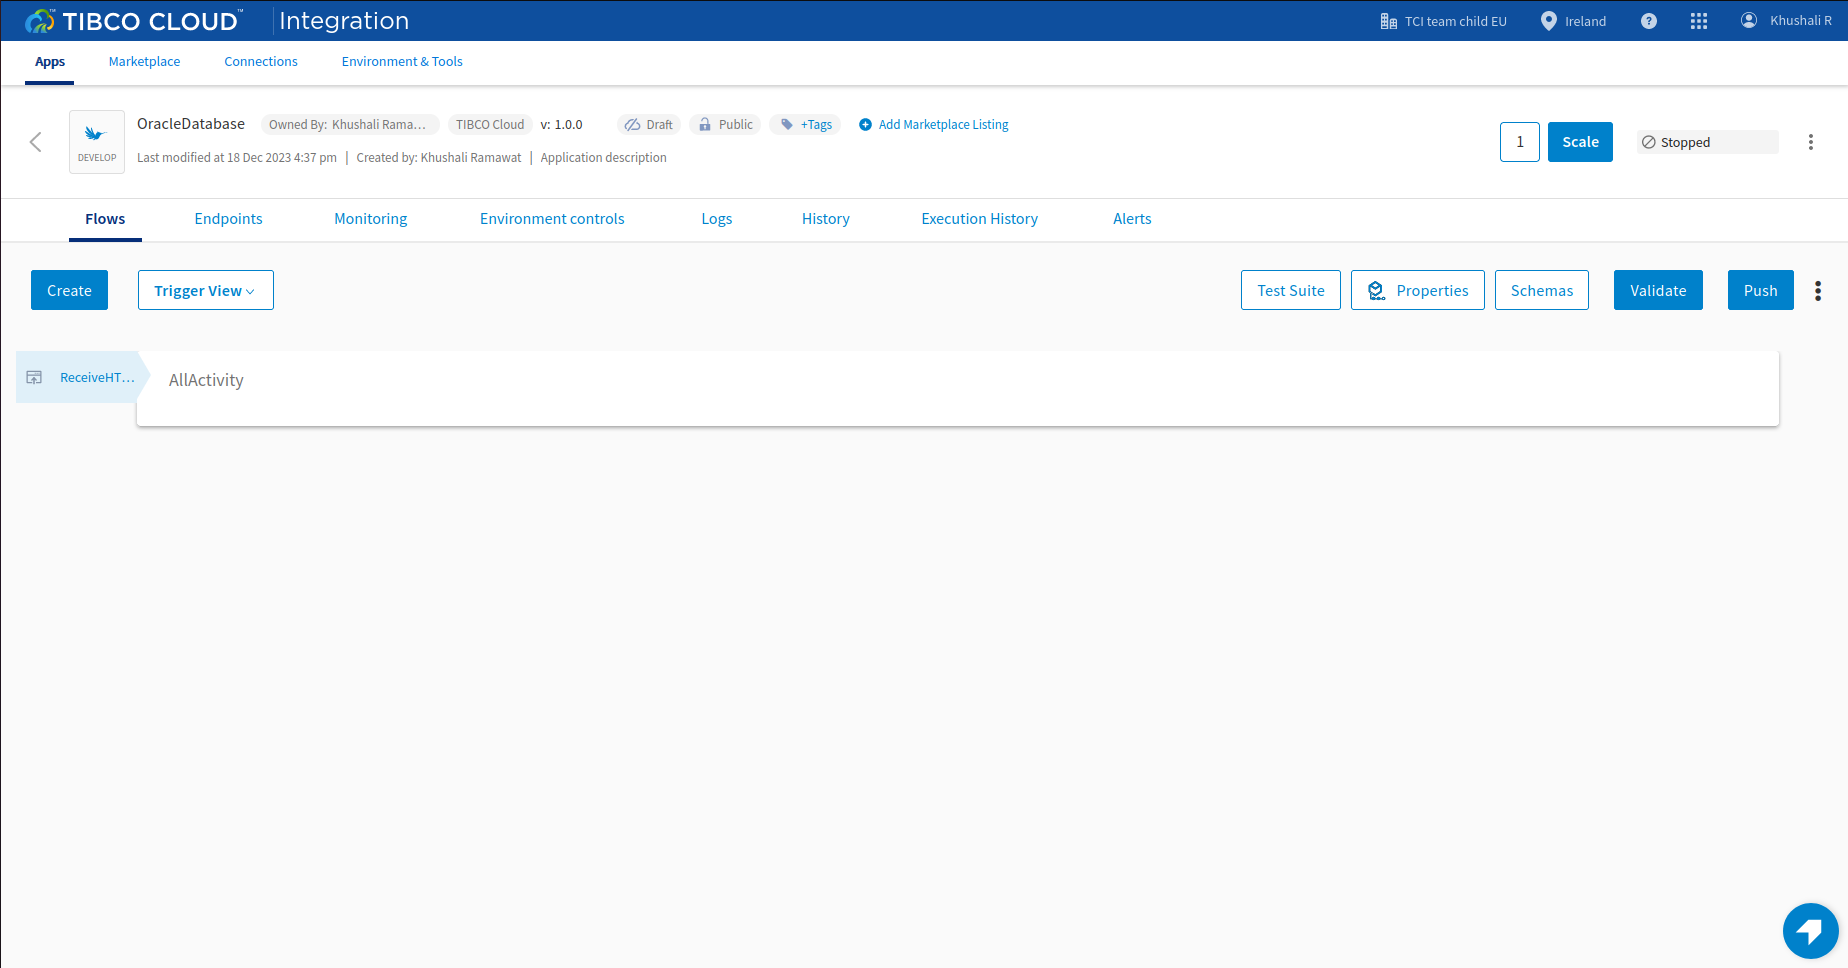 TIBCO CLOUD™ Integration TCI team child EU Ireland ? Khushali R
Apps Marketplace Connections Environment & Tools
DEVELOP
OracleDatabase Owned By: Khushali Rama... TIBCO Cloud v: 1.0.0 Draft Public +Tags Add Marketplace Listing
Last modified at 18 Dec 2023 4:37 pm | Created by: Khushali Ramawat | Application description
1 Scale Stopped
Flows Endpoints Monitoring Environment controls Logs History Execution History Alerts
Create Trigger View Test Suite Properties Schemas Validate Push
ReceiveHT... AllActivity